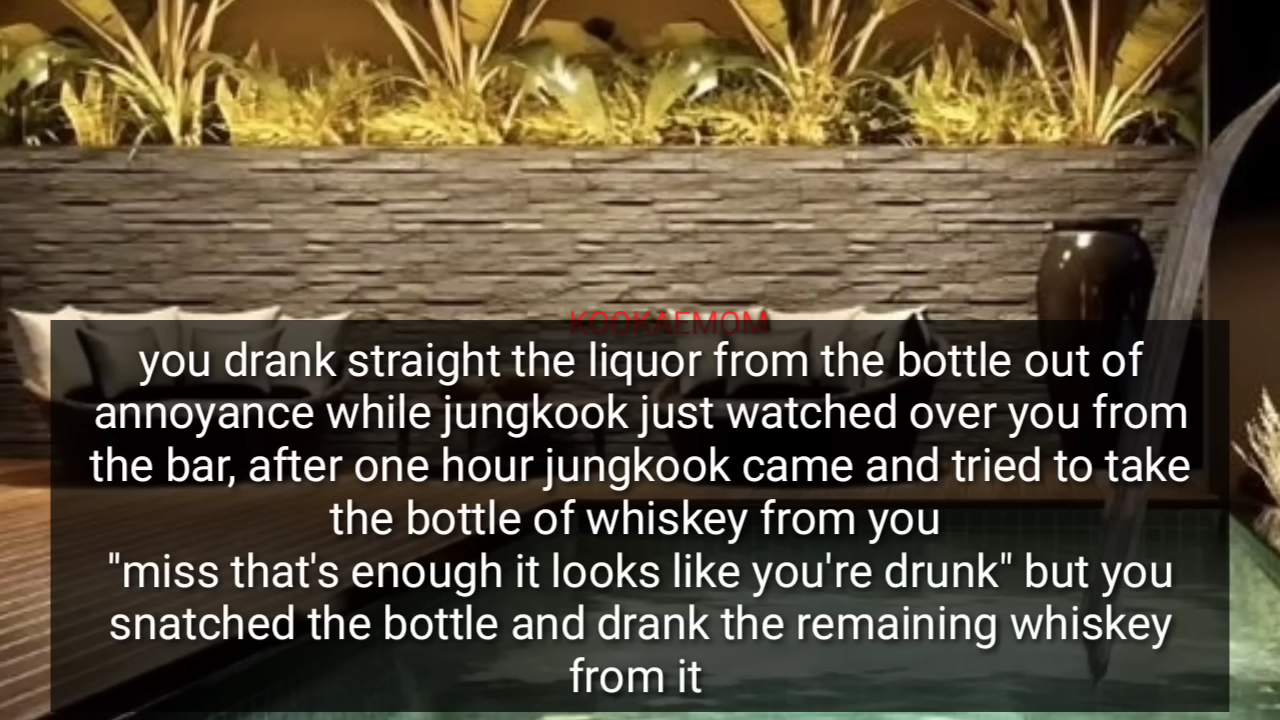 KOOKAEMOM
you drank straight the liquor from the bottle out of
annoyance while jungkook just watched over you from
the bar, after one hour jungkook came and tried to take
the bottle of whiskey from you
"miss that's enough it looks like you're drunk" but you
snatched the bottle and drank the remaining whiskey
from it